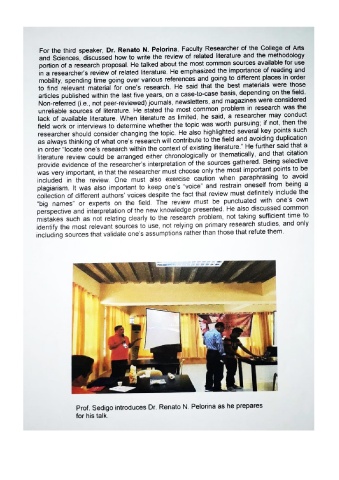 For the third speaker, Dr. Renato N. Pelorina, Faculty Researcher of the College of Arts
and Sciences, discussed how to write the review of related literature and the methodology
portion of a research proposal. He talked about the most common sources available for use
in a researcher's review of related literature. He emphasized the importance of reading and
mobility, spending time going over various references and going to different places in order
to find relevant material for one's research. He said that the best materials were those
articles published within the last five years, on a case-to-case basis, depending on the field.
Non-referred (i.e., not peer-reviewed) journals, newsletters, and magazines were considered
unreliable sources of literature. He stated the most common problem in research was the
lack of available literature. When literature as limited, he said, a researcher may conduct
field work or interviews to determine whether the topic was worth pursuing; if not, then the
researcher should consider changing the topic. He also highlighted several key points such
as always thinking of what one's research will contribute to the field and avoiding duplication
in order "locate one's research within the context of existing literature." He further said that a
literature review could be arranged either chronologically or thematically, and that citation
provide evidence of the researcher's interpretation of the sources gathered. Being selective
was very important, in that the researcher must choose only the most important points to be
included in the review. One must also exercise caution when paraphrasing to avoid
plagiarism. It was also important to keep one's "voice" and restrain oneself from being a
collection of different authors' voices despite the fact that review must definitely include the
"big names" or experts on the field. The review must be punctuated with one's own
perspective and interpretation of the new knowledge presented. He also discussed common
mistakes such as not relating clearly to the research problem, not taking sufficient time to
identify the most relevant sources to use, not relying on primary research studies, and only
including sources that validate one's assumptions rather than those that refute them.
Prof. Sedigo introduces Dr. Renato N. Pelorina as he prepares
for his talk.